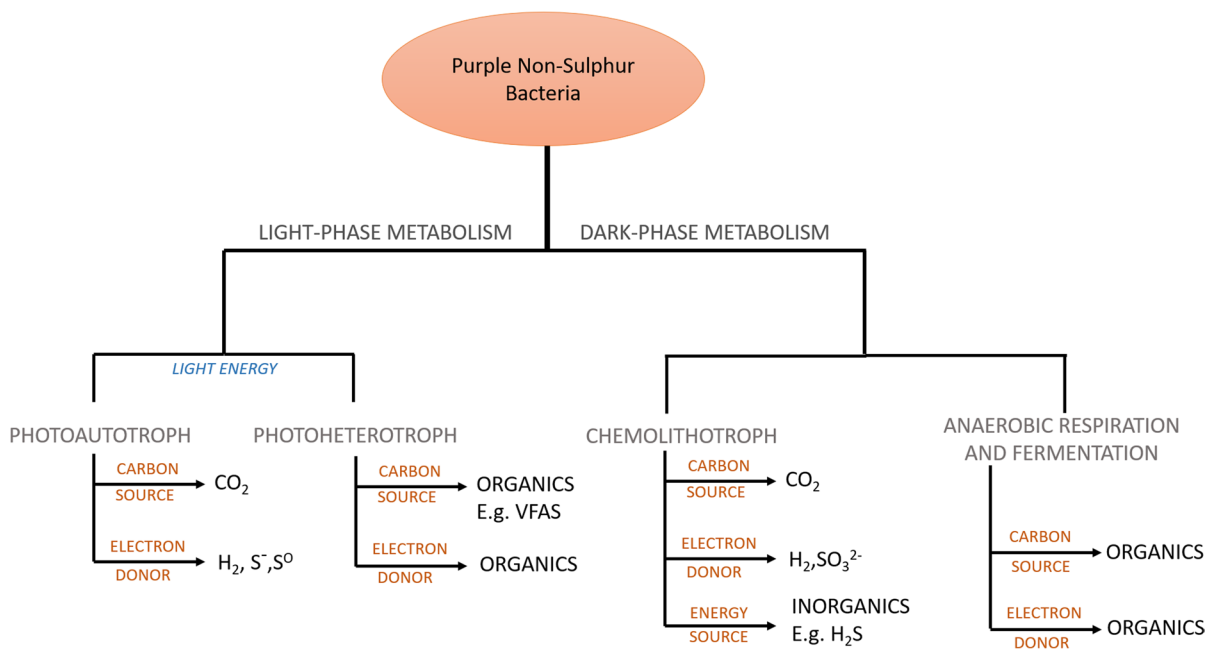 Purple Non-Sulphur
Bacteria
LIGHT-PHASE METABOLISM
DARK-PHASE METABOLISM
LIGHT ENERGY
PHOTOAUTOTROPH
CARBON
SOURCE
CO₂
ELECTRON
DONOR
H₂, S⁻,S⁰
PHOTOHETEROTROPH
CARBON
SOURCE
ORGANICS
E.g. VFAS
ELECTRON
DONOR
ORGANICS
CHEMOLITHOTROPH
CARBON
SOURCE
CO₂
ELECTRON
DONOR
H₂,SO₃²⁻
ENERGY
SOURCE
INORGANICS
E.g. H₂S
ANAEROBIC RESPIRATION
AND FERMENTATION
CARBON
SOURCE
ORGANICS
ELECTRON
DONOR
ORGANICS